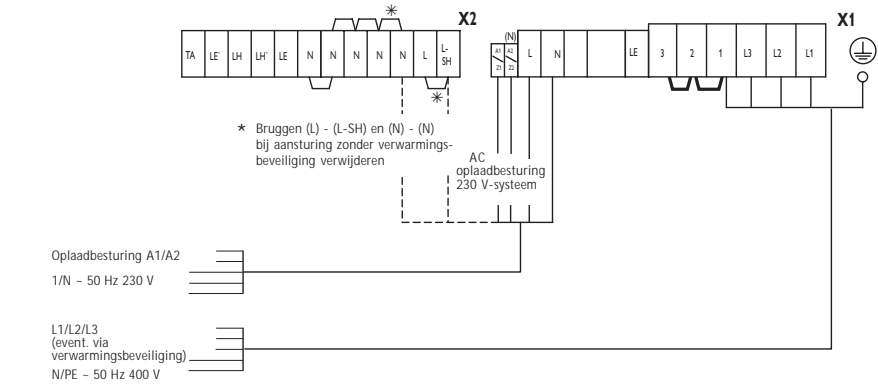 X2
X1
TA LE' LH LH' LE N N N N N L L-SH
(N)
A1 A2
Z1 Z2
L N LE 3 2 1 L3 L2 L1
* Bruggen (L) - (L-SH) en (N) - (N)
bij aansturing zonder verwarmings-
beveiliging verwijderen
AC
oplaadbesturing
230 V-systeem
Oplaadbesturing A1/A2
1/N ~ 50 Hz 230 V
L1/L2/L3
(event. via
verwarmingsbeveiliging)
N/PE ~ 50 Hz 400 V